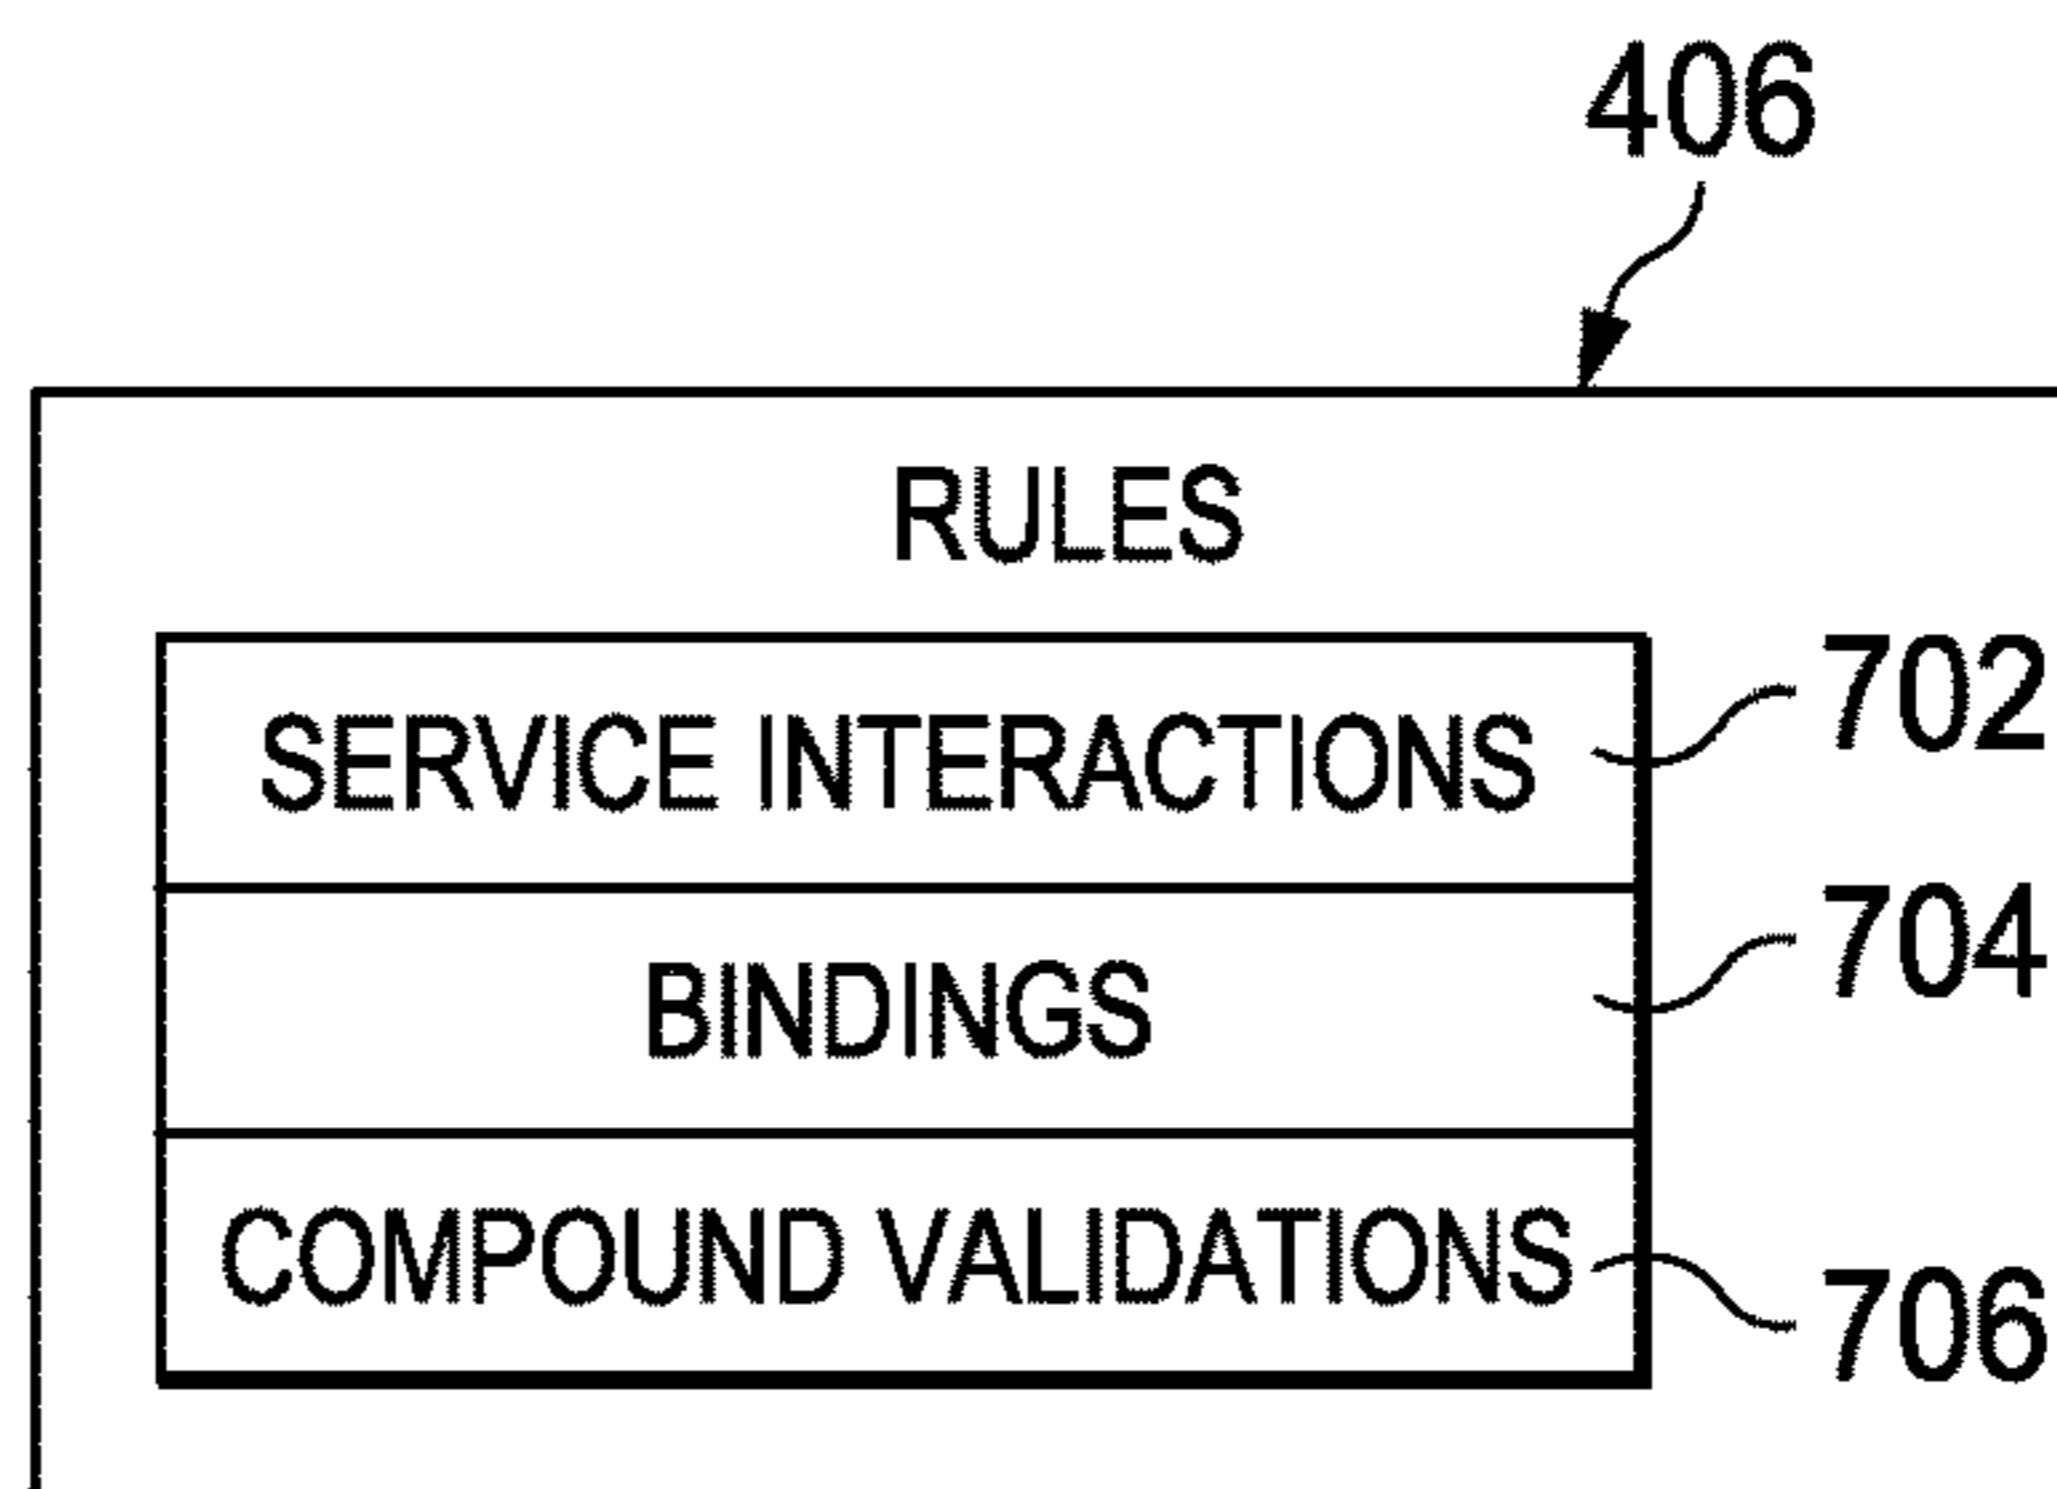 406
RULES
SERVICE INTERACTIONS 702
BINDINGS 704
COMPOUND VALIDATIONS 706